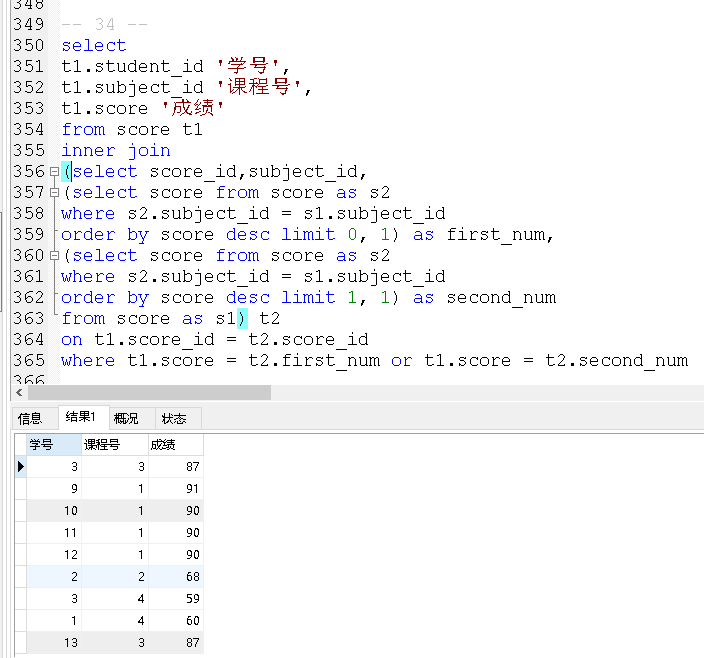 348
349 -- 34 --
350 select
351 t1.student_id '学号',
352 t1.subject_id '课程号',
353 t1.score '成绩'
354 from score t1
355 inner join
356 (select score_id,subject_id,
357 (select score from score as s2
358 where s2.subject_id = s1.subject_id
359 order by score desc limit 0, 1) as first_num,
360 (select score from score as s2
361 where s2.subject_id = s1.subject_id
362 order by score desc limit 1, 1) as second_num
363 from score as s1) t2
364 on t1.score_id = t2.score_id
365 where t1.score = t2.first_num or t1.score = t2.second_num
366
信息 结果1 概况 状态
学号 课程号 成绩
3 3 87
9 1 91
10 1 90
11 1 90
12 1 90
2 2 68
3 4 59
1 4 60
13 3 87